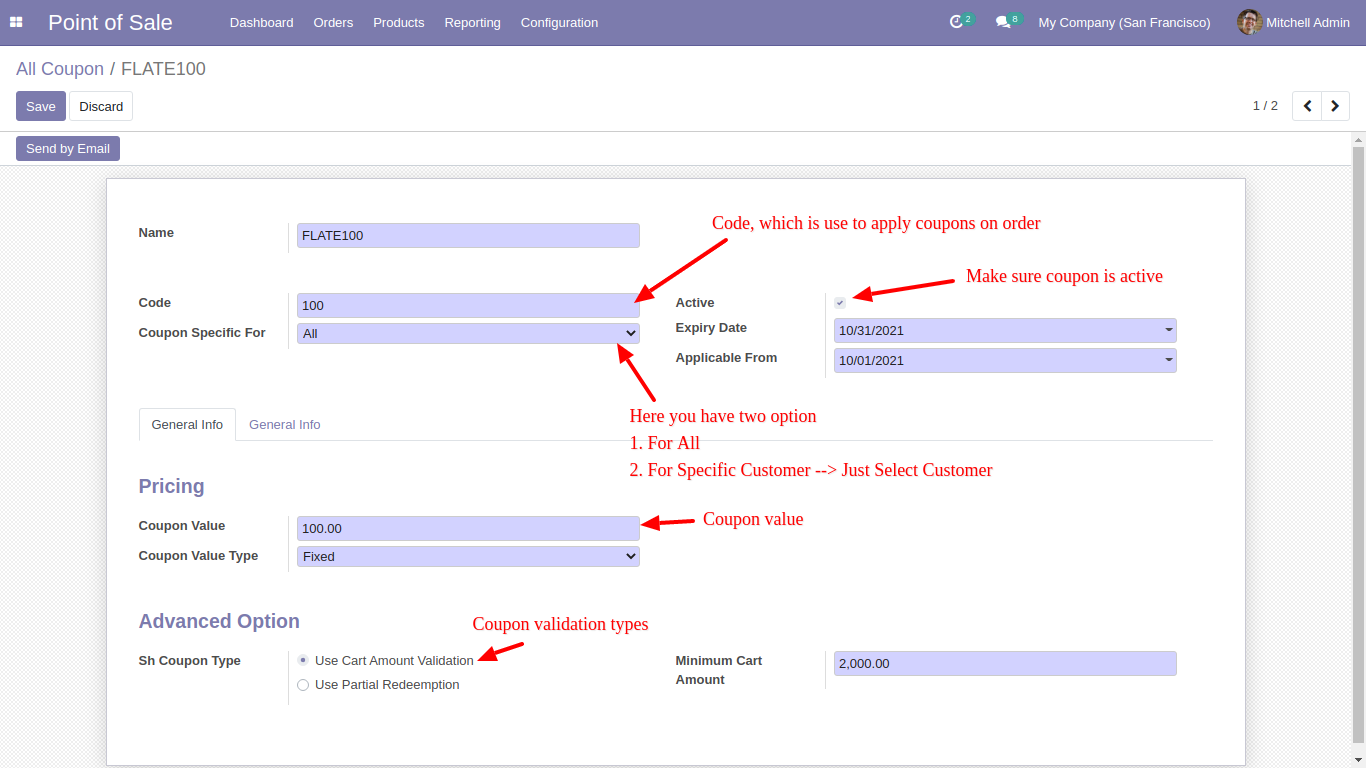 Point of Sale Dashboard Orders Products Reporting Configuration 2 8 My Company (San Francisco) Mitchell Admin
All Coupon / FLATE100
Save Discard 1 / 2
Send by Email
Code, which is use to apply coupons on order
Name FLATE100
Make sure coupon is active
Code 100 Active
Coupon Specific For All Expiry Date 10/31/2021
Applicable From 10/01/2021
Here you have two option
General Info General Info
1. For All
2. For Specific Customer --> Just Select Customer
Pricing
Coupon value
Coupon Value 100.00
Coupon Value Type Fixed
Advanced Option
Coupon validation types
Sh Coupon Type Use Cart Amount Validation Minimum Cart Amount 2,000.00
Use Partial Redeemption